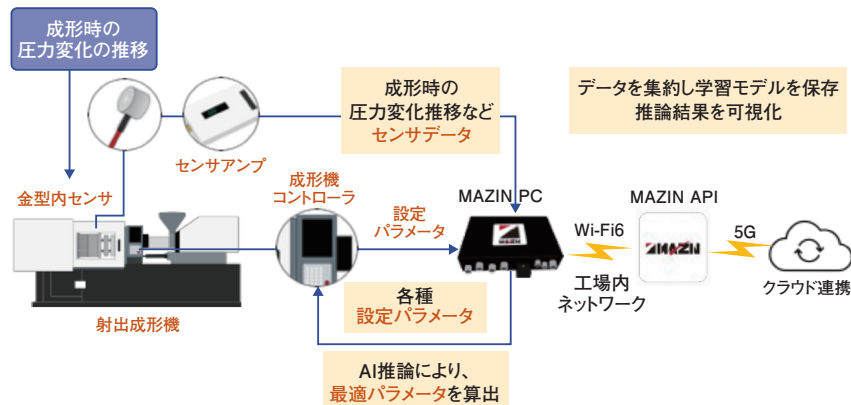 成形時の
圧力変化の推移
成形時の
圧力変化推移など
センサデータ
データを集約し学習モデルを保存
推論結果を可視化
センサアンプ
金型内センサ
成形機
コントローラ
設定
パラメータ
MAZIN PC
MAZIN
Wi-Fi6
工場内
ネットワーク
MAZIN API
MAZIN
5G
クラウド連携
射出成形機
各種
設定パラメータ
AI推論により、
最適パラメータを算出